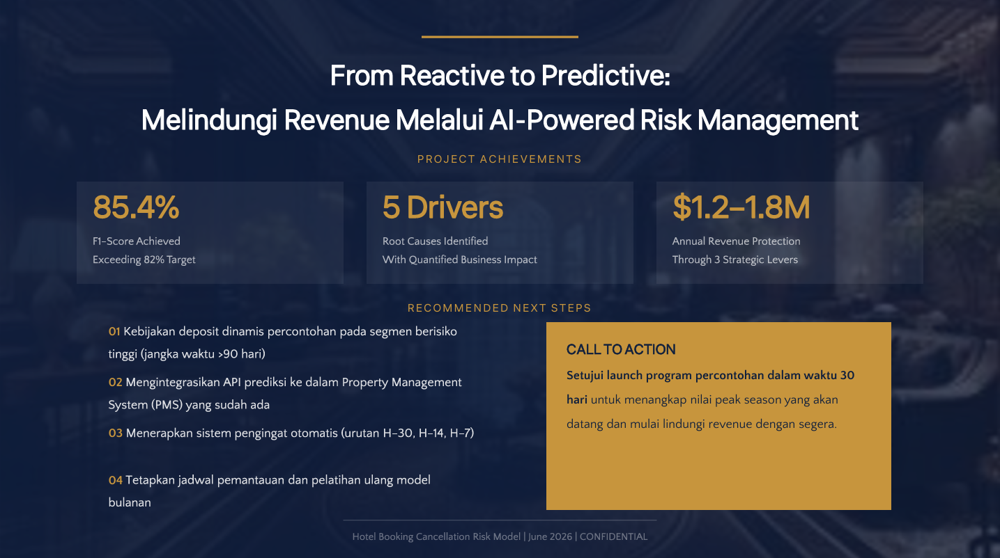 From Reactive to Predictive:
Melindungi Revenue Melalui AI-Powered Risk Management
PROJECT ACHIEVEMENTS
85.4%
F1–Score Achieved
Exceeding 82% Target
5 Drivers
Root Causes Identified
With Quantified Business Impact
$1.2–1.8M
Annual Revenue Protection
Through 3 Strategic Levers
RECOMMENDED NEXT STEPS
01 Kebijakan deposit dinamis percontohan pada segmen berisiko
tinggi (jangka waktu >90 hari)
02 Mengintegrasikan API prediksi ke dalam Property Management
System (PMS) yang sudah ada
03 Menerapkan sistem pengingat otomatis (urutan H–30, H–14, H–7)
04 Tetapkan jadwal pemantauan dan pelatihan ulang model
bulanan
CALL TO ACTION
Setujui launch program percontohan dalam waktu 30
hari untuk menangkap nilai peak season yang akan
datang dan mulai lindungi revenue dengan segera.
Hotel Booking Cancellation Risk Model | June 2026 | CONFIDENTIAL